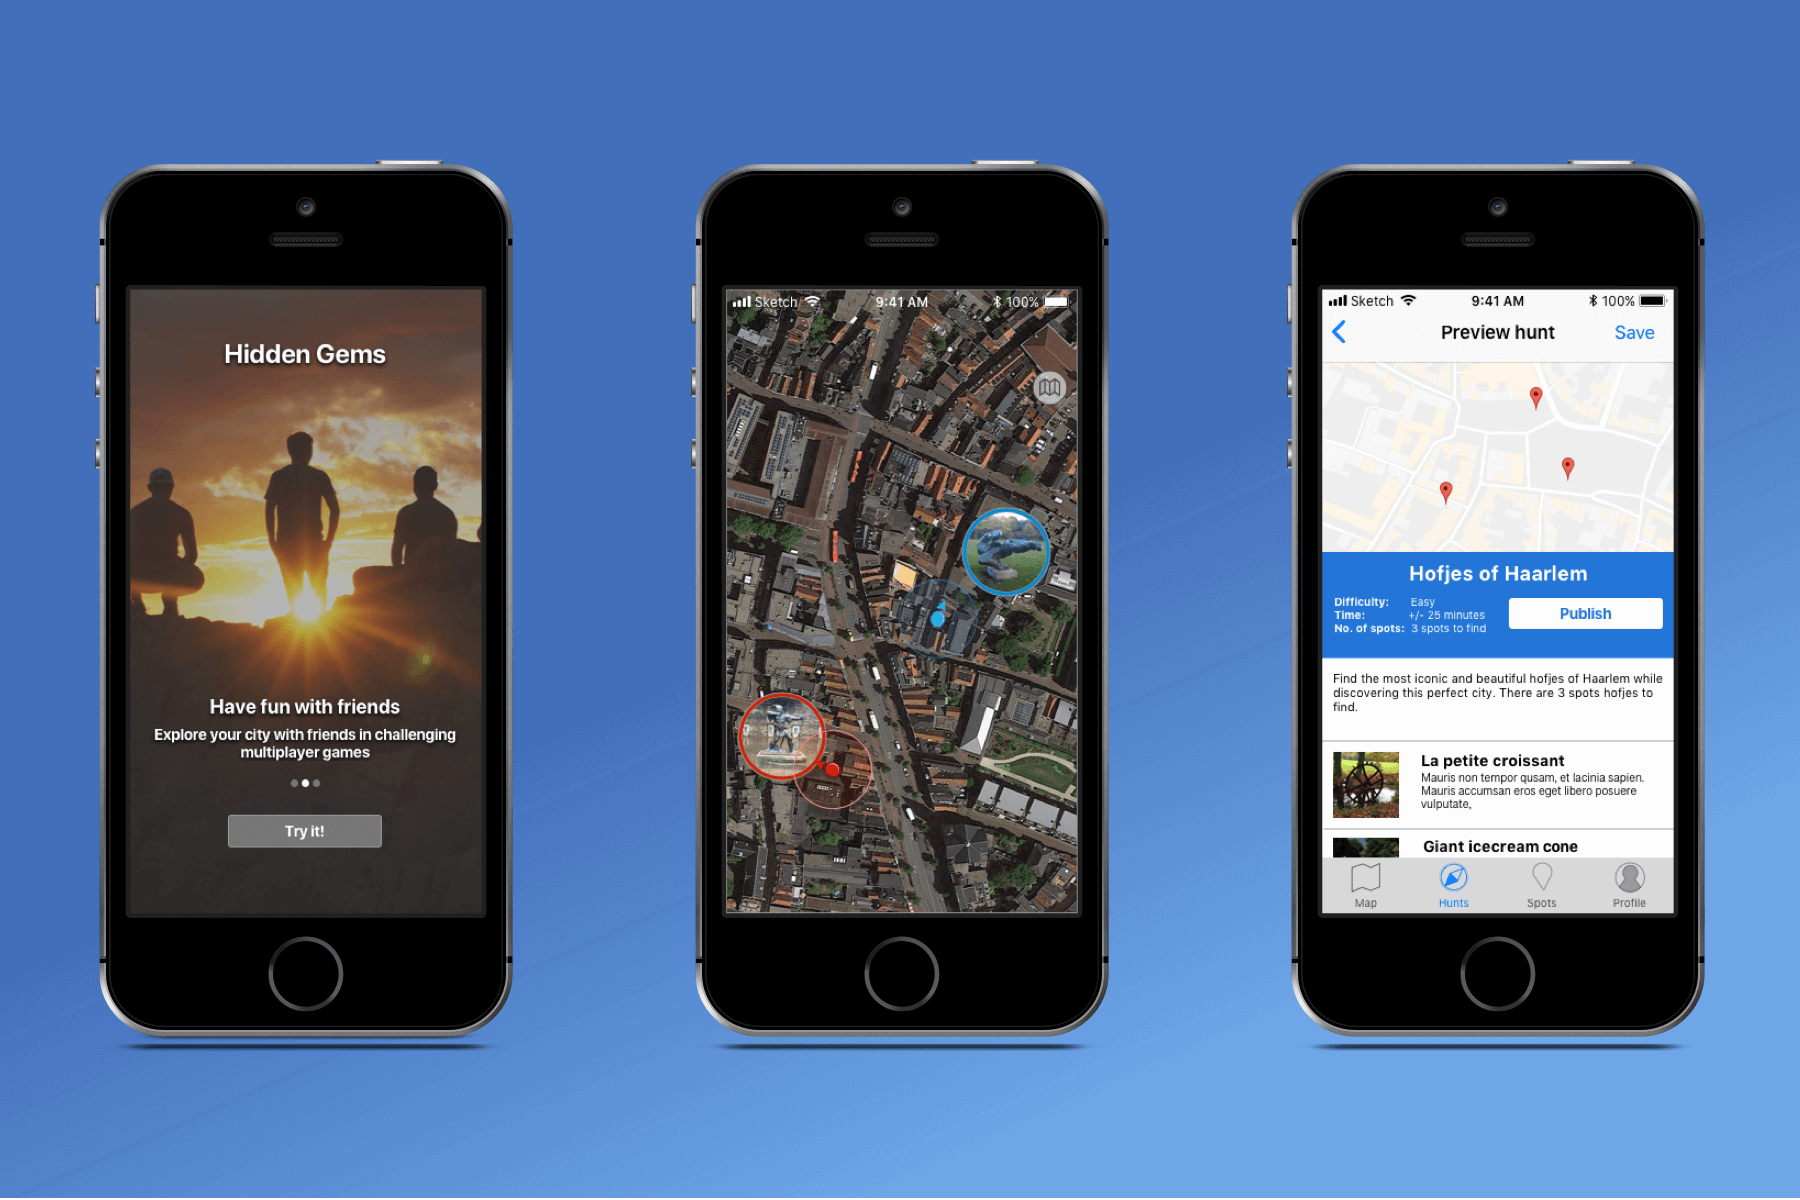 Hidden Gems
Have fun with friends
Explore your city with friends in challenging
multiplayer games
Try it!
Sketch 9:41 AM 100%
Sketch 9:41 AM 100%
Preview hunt Save
Hofjes of Haarlem
Difficulty: Easy
Time: +/- 25 minutes
No. of spots: 3 spots to find
Publish
Find the most iconic and beautiful hofjes of Haarlem while
discovering this perfect city. There are 3 spots hofjes to
find.
La petite croissant
Mauris non tempor qusam, et lacinia sapien.
Mauris accumsan eros eget libero posuere
vulputate,
Giant icecream cone
Map Hunts Spots Profile